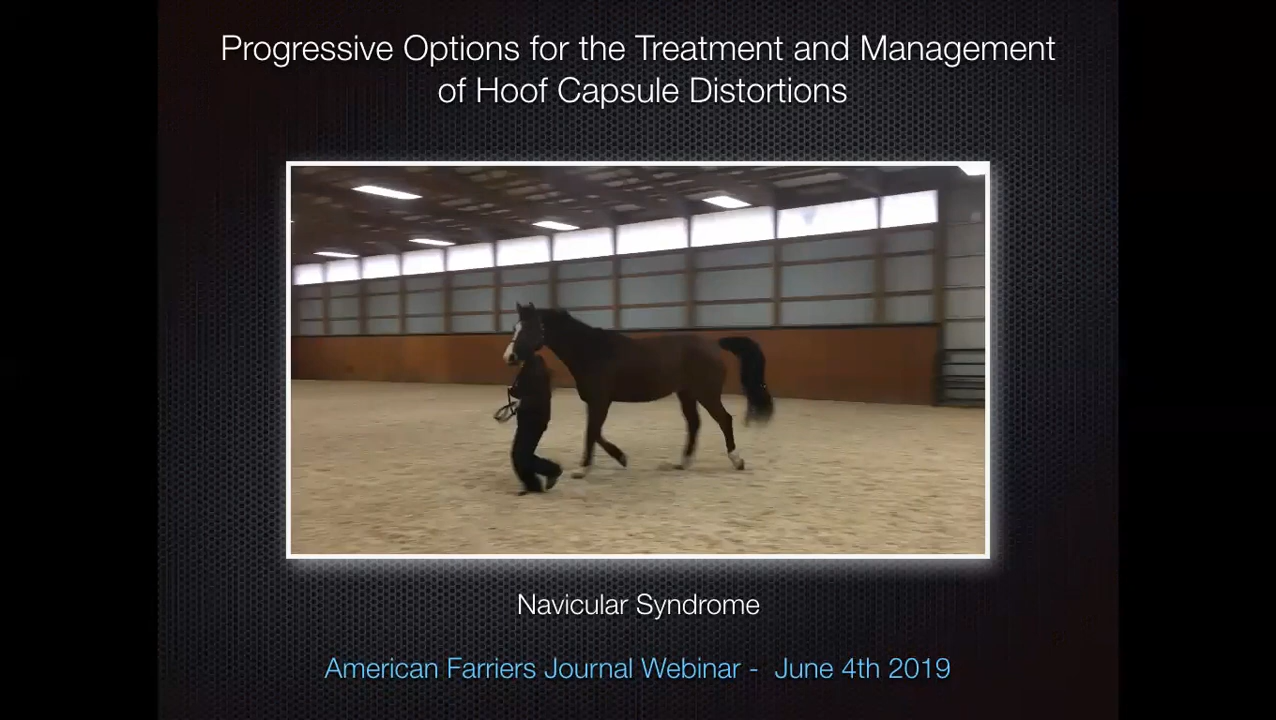 Progressive Options for the Treatment and Management
of Hoof Capsule Distortions
Navicular Syndrome
American Farriers Journal Webinar - June 4th 2019